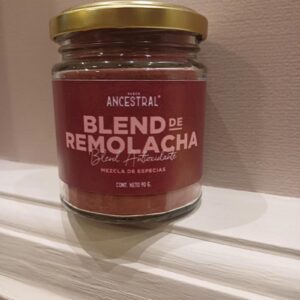 ANCESTRAL
BLEND DE
REMOLACHA
Blend Antioxidante
MEZCLA DE ESPECIAS
CONT. NETO 90 G.